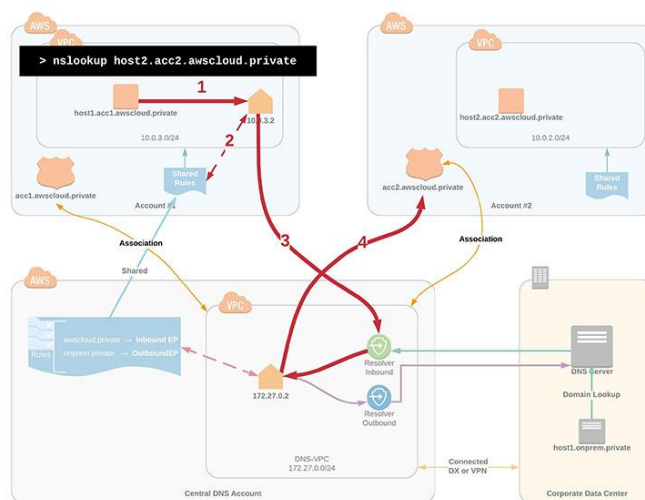 AWS
VPC
> nslookup host2.acc2.awscloud.private
1
host1.acc1.awscloud.private
10.0.3.2
2
10.0.3.0/24
Shared
Rules
acc1.awscloud.private
Account #1
AWS
VPC
host2.acc2.awscloud.private
10.0.2.0/24
acc2.awscloud.private
Shared
Rules
Account #2
Association
Shared
3
4
Association
AWS
VPC
Rules
awscloud.private → Inbound EP
onprem.private → OutboundEP
172.27.0.2
Resolver
Inbound
Resolver
Outbound
DNS-VPC
172.27.0.0/24
Central DNS Account
DNS Server
Domain Lookup
host1.onprem.private
Connected
DX or VPN
Corporate Data Center